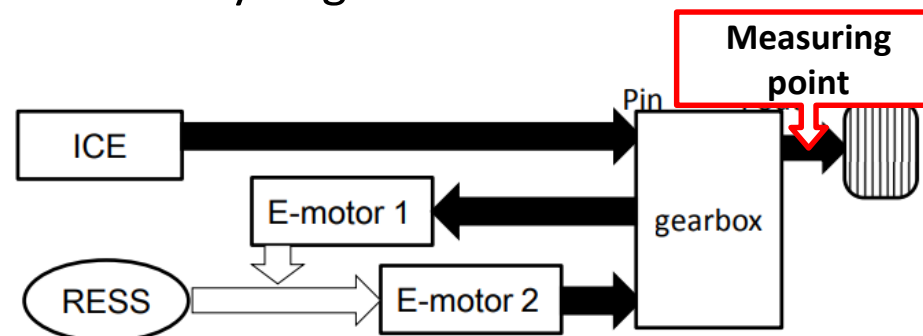 Measuring
point
Pin
ICE
E-motor 1
gearbox
RESS
E-motor 2